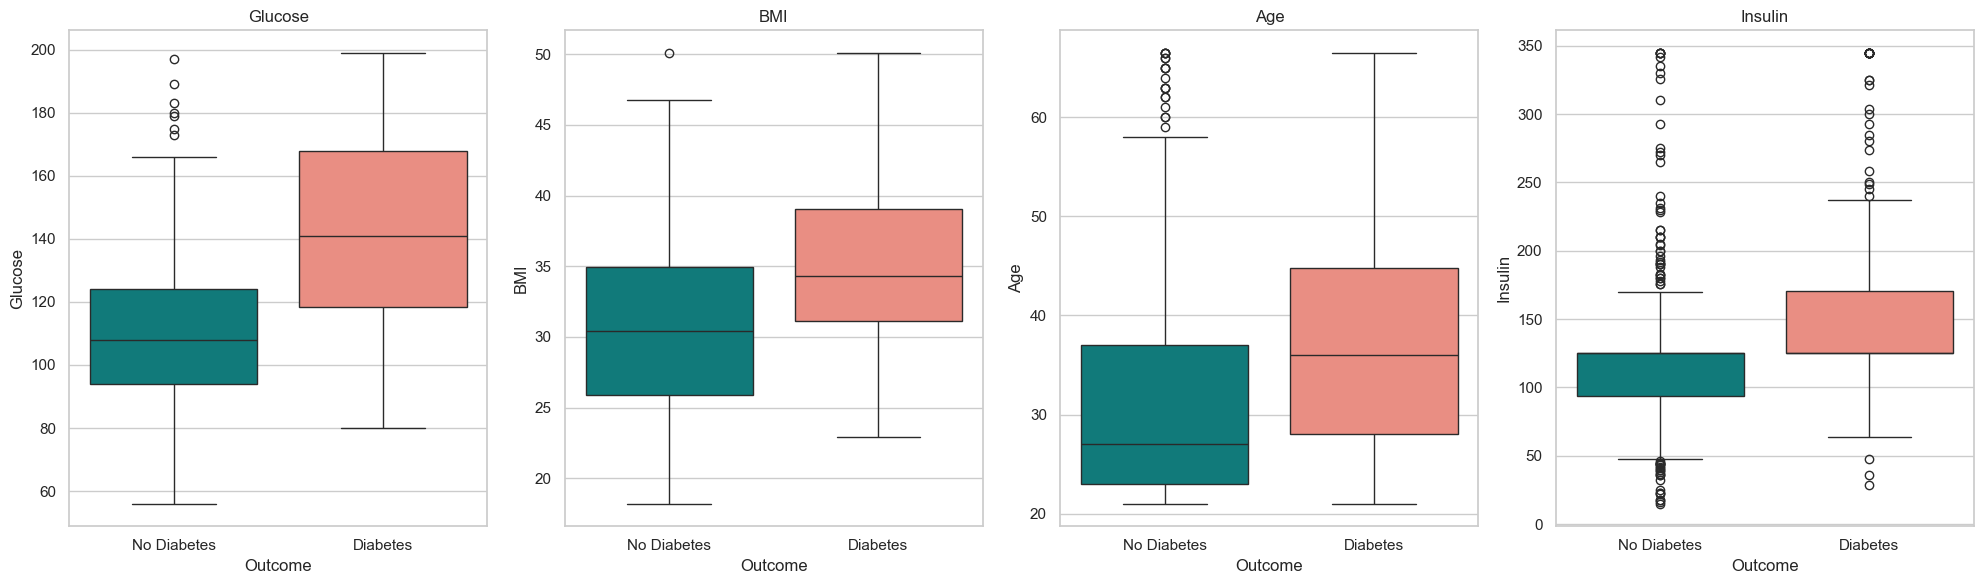 Glucose
200
180
160
140
120
100
80
60
Glucose
No Diabetes
Diabetes
Outcome
BMI
50
45
40
35
30
25
20
BMI
No Diabetes
Diabetes
Outcome
Age
60
50
40
30
20
Age
No Diabetes
Diabetes
Outcome
Insulin
350
300
250
200
150
100
50
0
Insulin
No Diabetes
Diabetes
Outcome